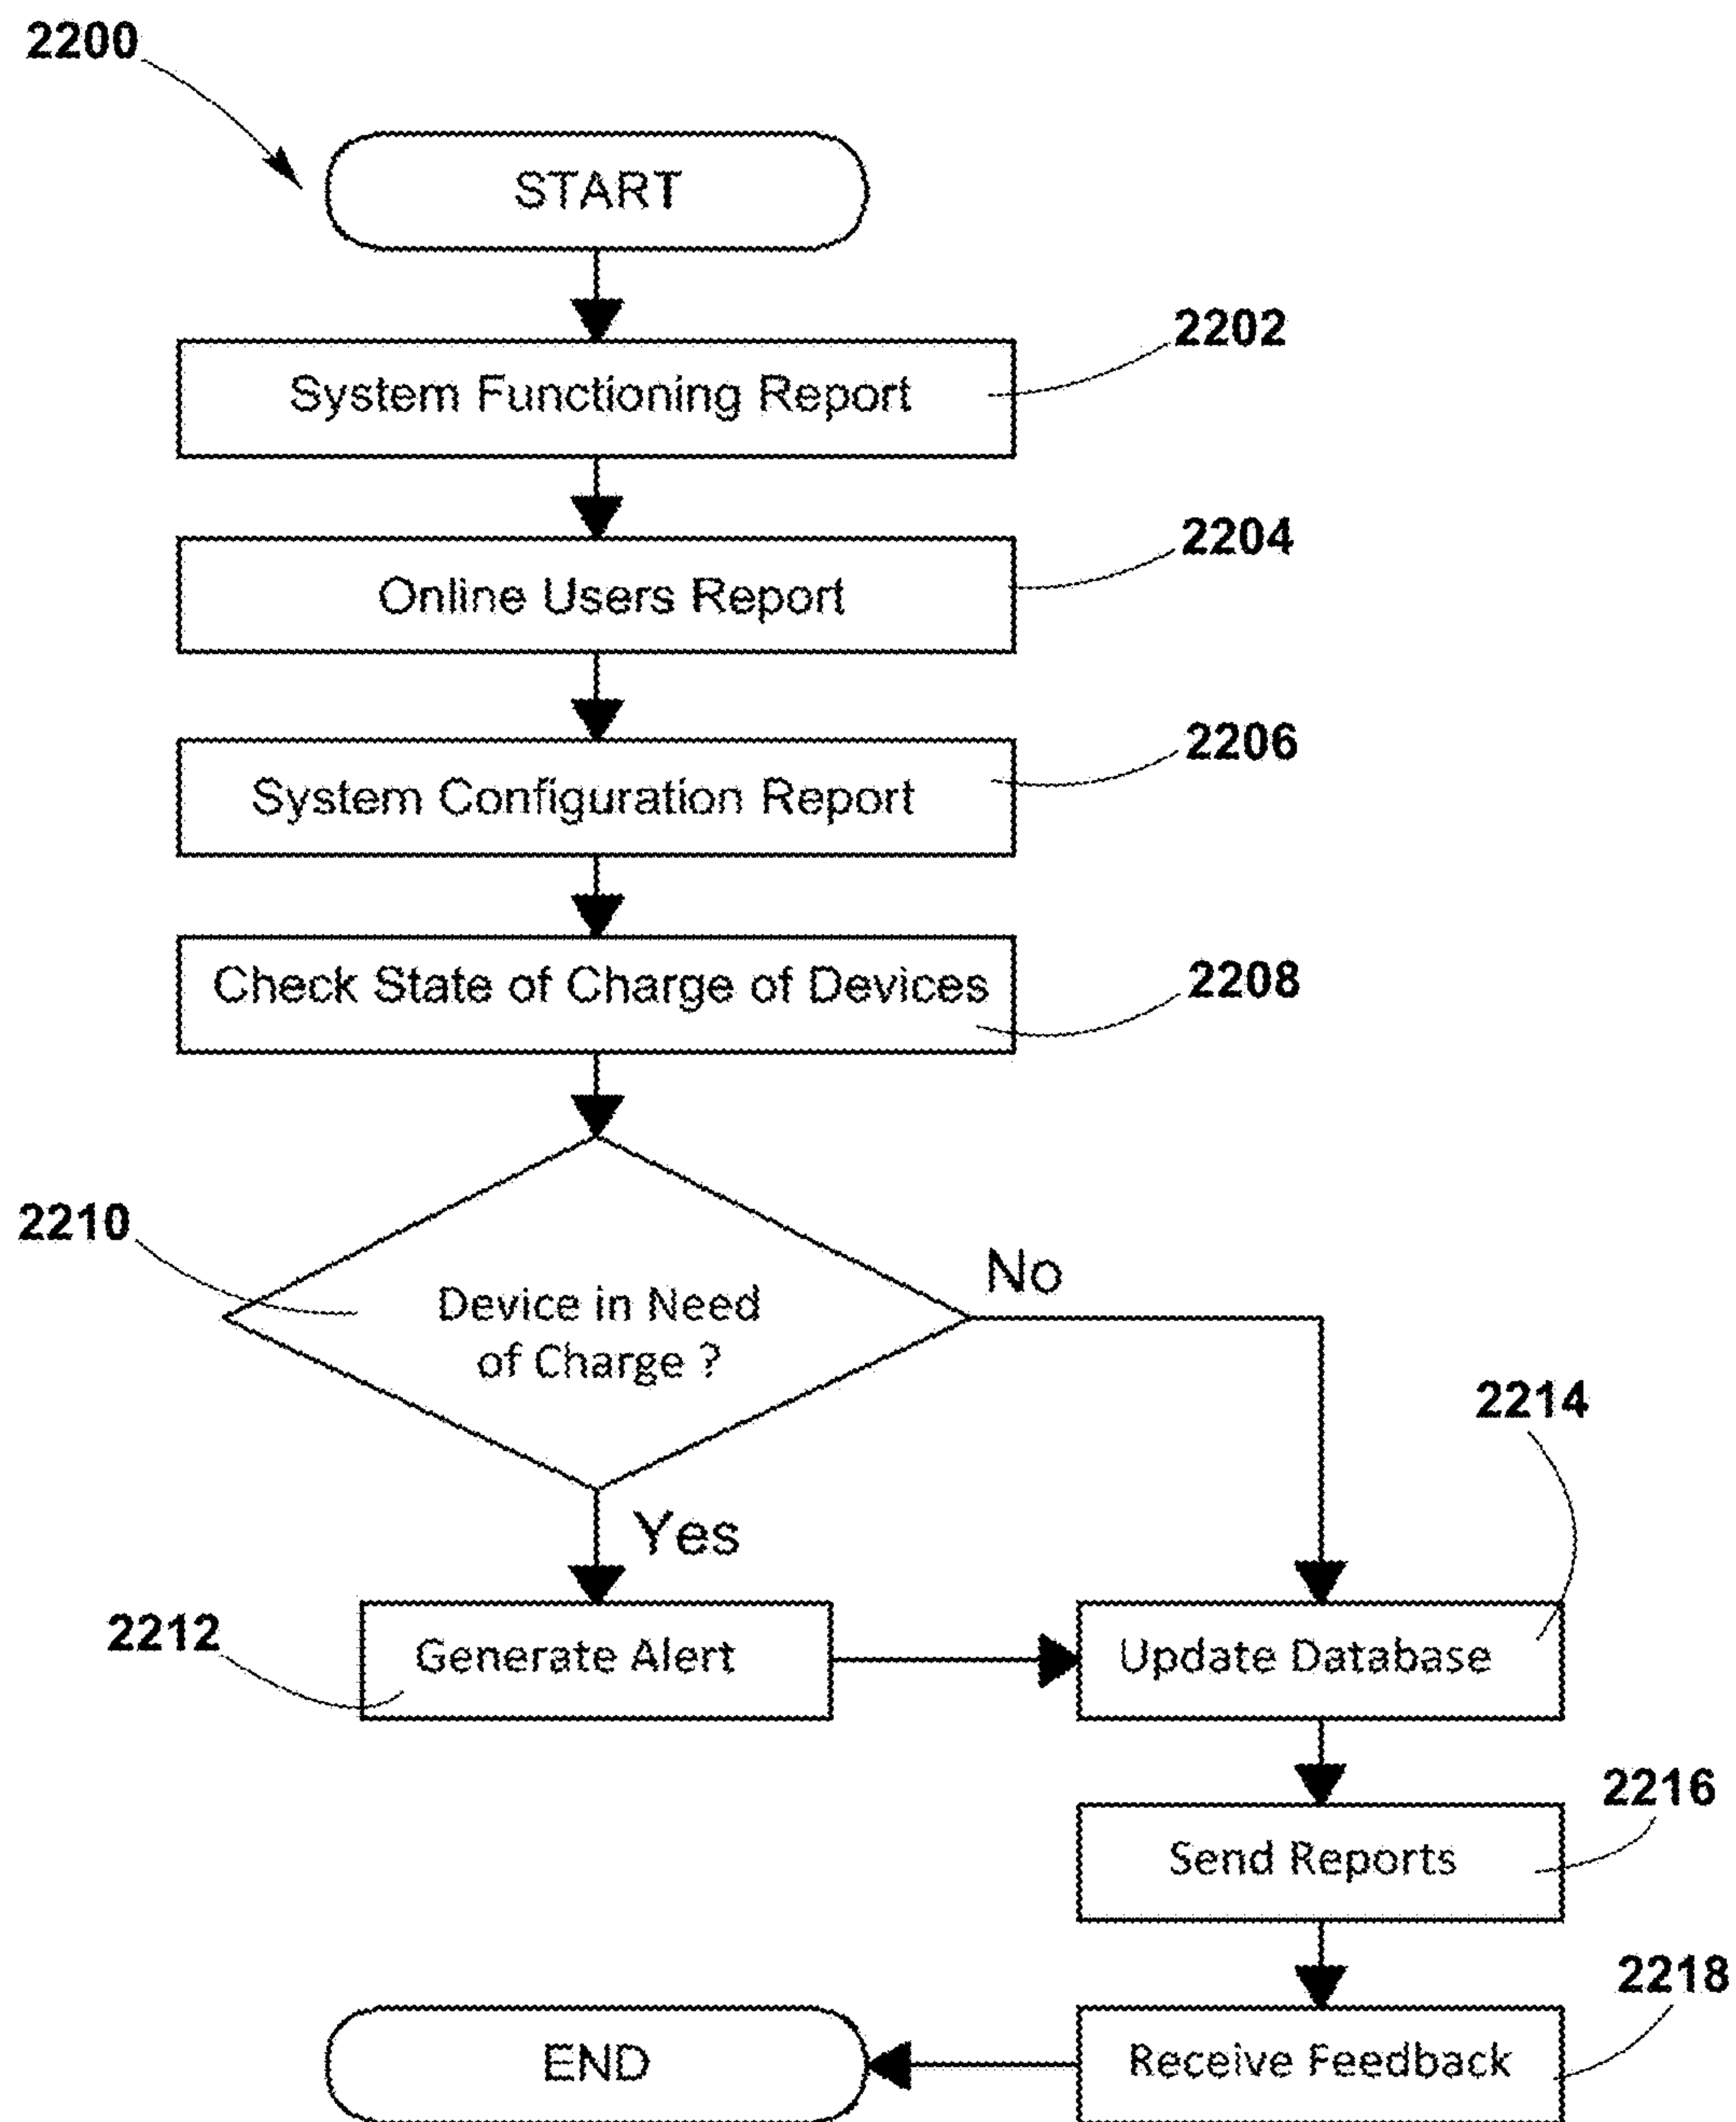 2200
START
2202
System Functioning Report
2204
Online Users Report
2206
System Configuration Report
2208
Check State of Charge of Devices
2210
No
Device in Need
of Charge ?
2214
Yes
2212
Generate Alert
Update Database
2216
Send Reports
2218
END
Receive Feedback